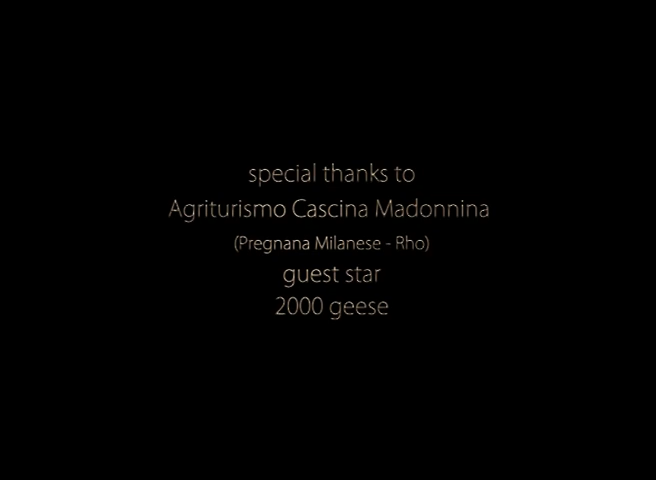 special thanks to
Agriturismo Cascina Madonnina
(Pregnana Milanese - Rho)
guest star
2000 geese